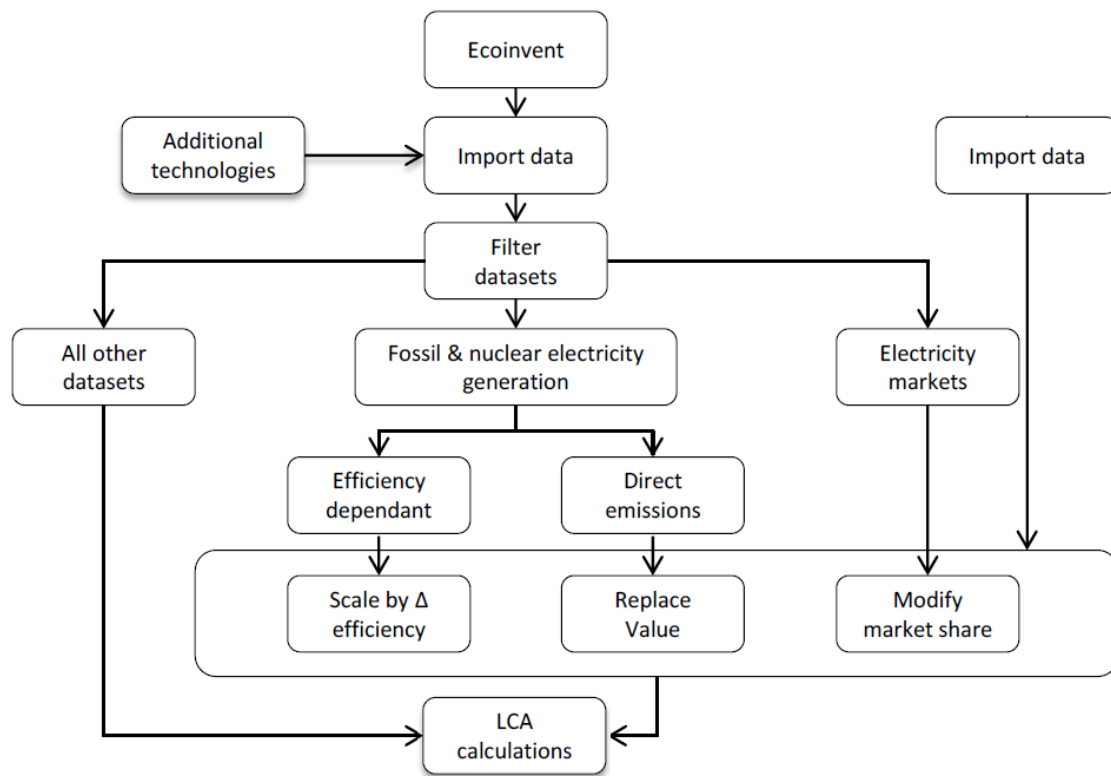 Ecoinvent
Additional
technologies
Import data
Import data
Filter
datasets
All other
datasets
Fossil & nuclear electricity
generation
Electricity
markets
Efficiency
dependant
Direct
emissions
Scale by Δ
efficiency
Replace
Value
Modify
market share
LCA
calculations